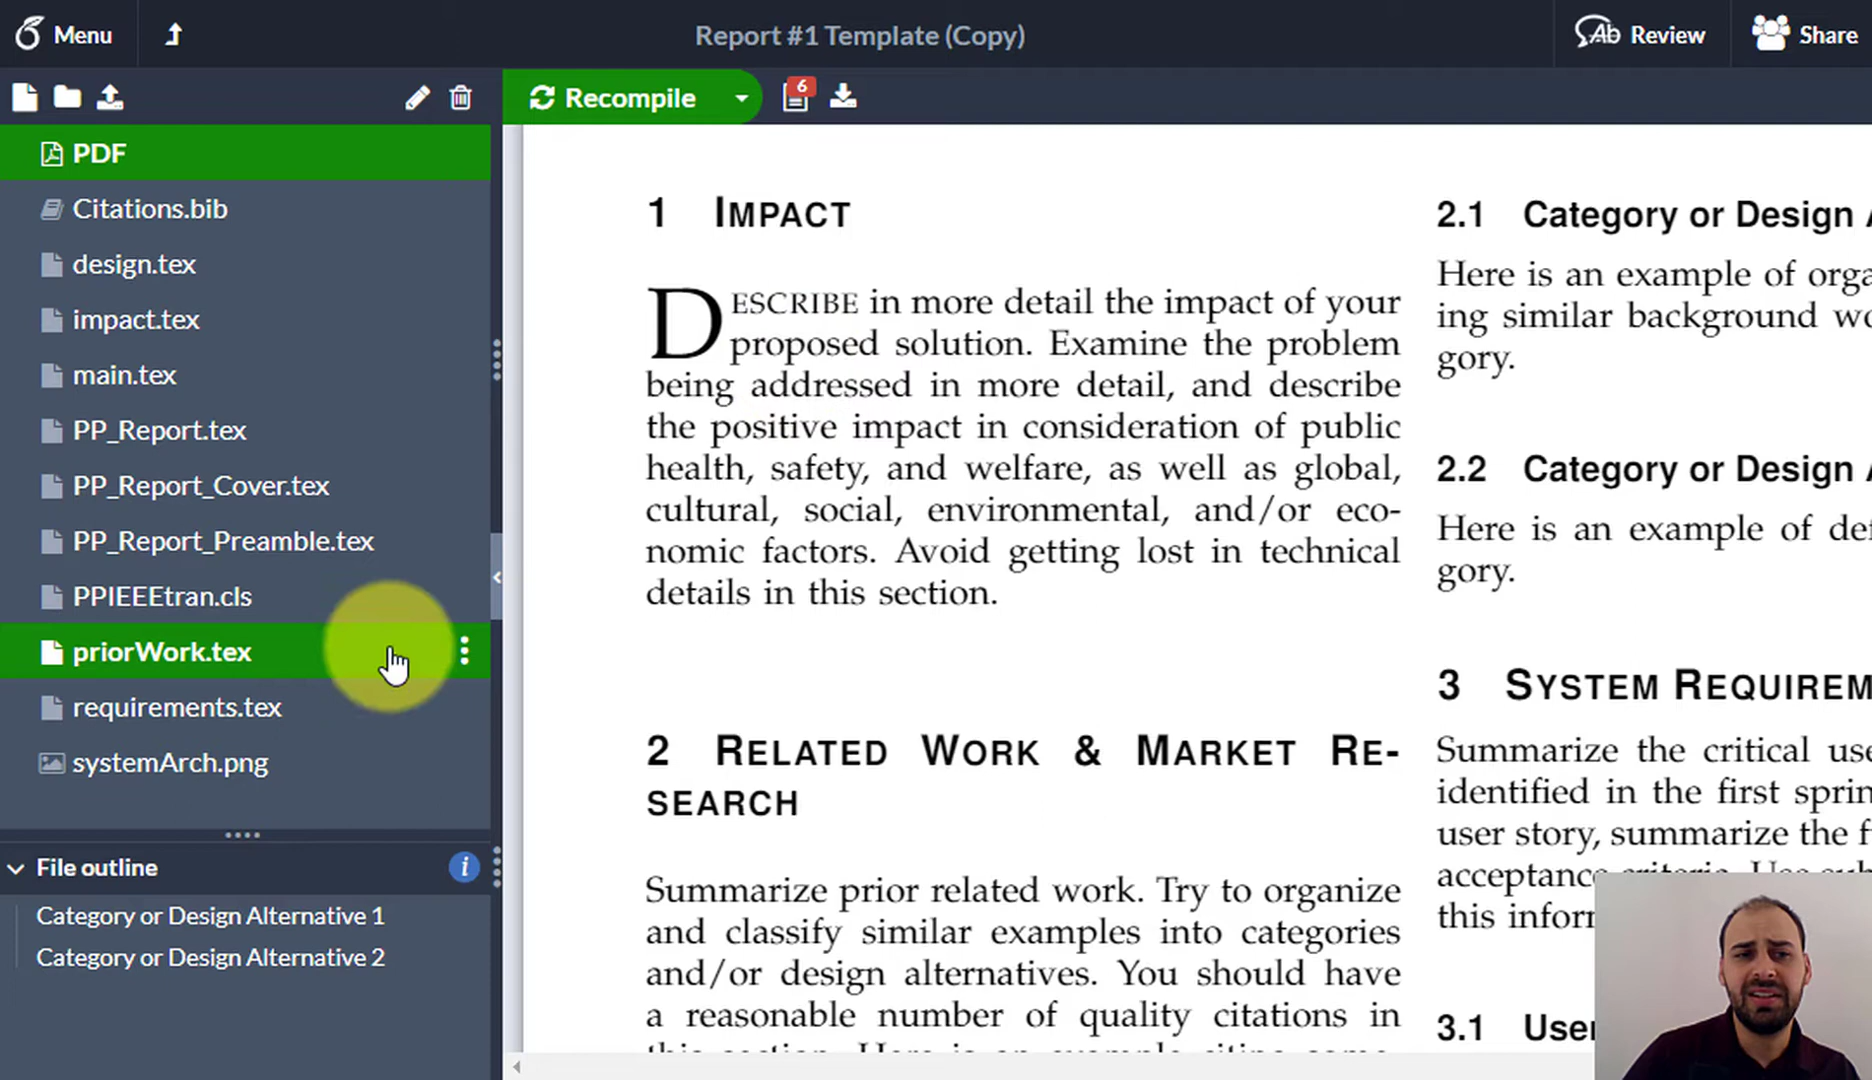 Menu
Report #1 Template (Copy)
Review
Share
Recompile
6
PDF
Citations.bib
design.tex
impact.tex
main.tex
PP_Report.tex
PP_Report_Cover.tex
PP_Report_Preamble.tex
PPIEEEtran.cls
priorWork.tex
requirements.tex
systemArch.png
File outline
Category or Design Alternative 1
Category or Design Alternative 2
1 IMPACT
DESCRIBE in more detail the impact of your
proposed solution. Examine the problem
being addressed in more detail, and describe
the positive impact in consideration of public
health, safety, and welfare, as well as global,
cultural, social, environmental, and/or eco-
nomic factors. Avoid getting lost in technical
details in this section.
2 RELATED WORK & MARKET RE-
SEARCH
Summarize prior related work. Try to organize
and classify similar examples into categories
and/or design alternatives. You should have
a reasonable number of quality citations in
this section. Here is an example citing some
2.1 Category or Design
Here is an example of
ing similar background
gory.
2.2 Category or Design
Here is an example of
gory.
3 SYSTEM
Summarize the critical
identified in the first
user story, summarize the
acceptance criteria. Use
this
3.1